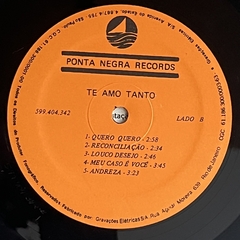 PONTA NEGRA RECORDS
TE AMO TANTO
599.404.342
LADO B
1- QUERO QUERO - 2:58
2- RECONCILIAÇÃO - 2:34
3- LOUCO DESEJO - 2:46
4- MEU CASO É VOCÊ - 3:45
5- ANDREZA - 3:23